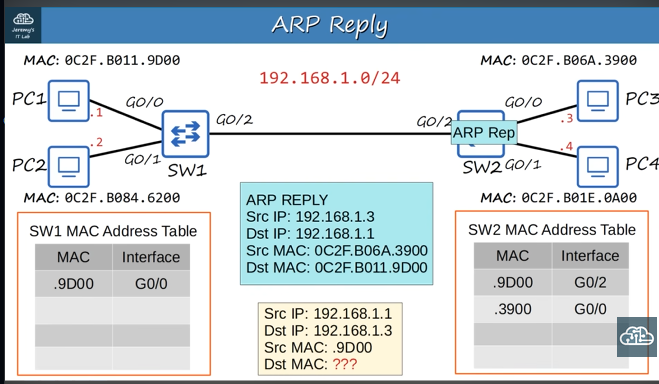 Jeremy's
IT Lab
ARP Reply
MAC: 0C2F.B011.9D00
MAC: 0C2F.B06A.3900
192.168.1.0/24
PC1
.1
G0/0
G0/2
G0/2
ARP Rep
G0/0
.3
PC3
PC2
.2
G0/1
SW1
SW2
G0/1
.4
PC4
MAC: 0C2F.B084.6200
MAC: 0C2F.B01E.0A00
ARP REPLY
Src IP: 192.168.1.3
Dst IP: 192.168.1.1
Src MAC: 0C2F.B06A.3900
Dst MAC: 0C2F.B011.9D00
SW1 MAC Address Table
MAC Interface
.9D00 G0/0
SW2 MAC Address Table
MAC Interface
.9D00 G0/2
.3900 G0/0
Src IP: 192.168.1.1
Dst IP: 192.168.1.3
Src MAC: .9D00
Dst MAC: ???